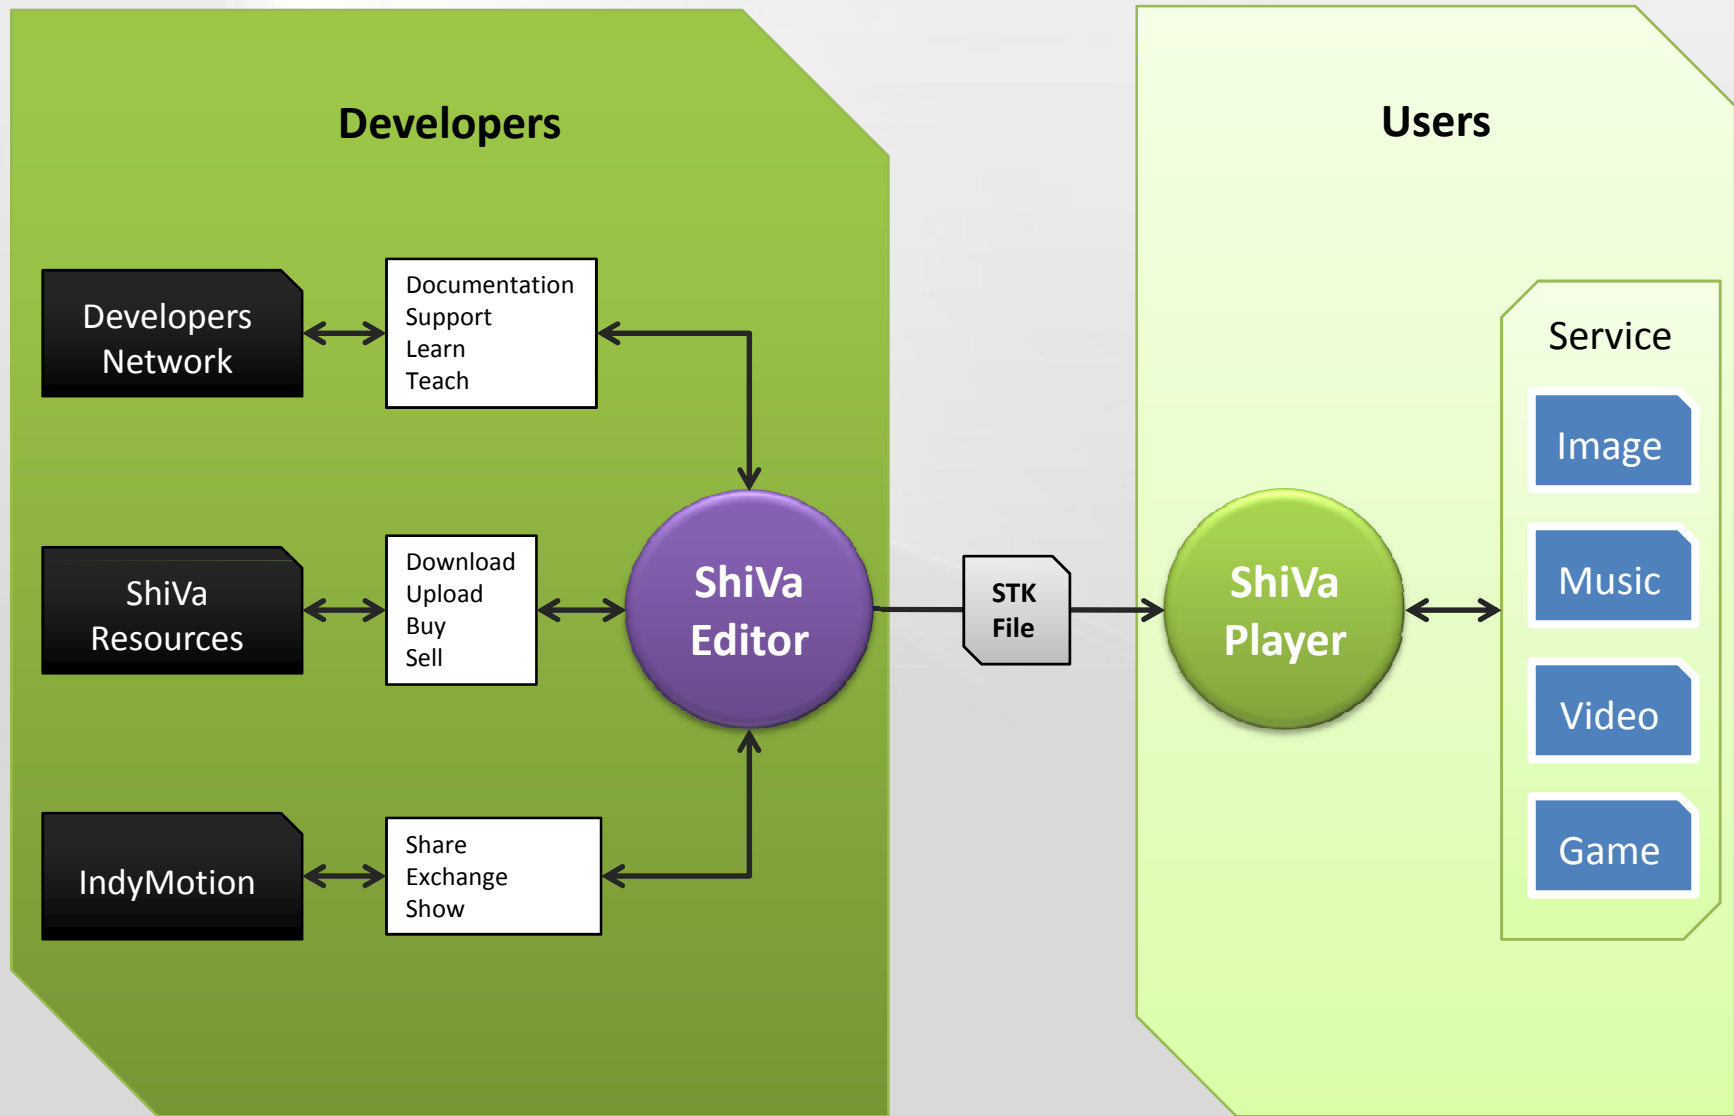 Developers
Users
Developers
Network
Documentation
Support
Learn
Teach
ShiVa
Resources
Download
Upload
Buy
Sell
IndyMotion
Share
Exchange
Show
ShiVa
Editor
STK
File
ShiVa
Player
Service
Image
Music
Video
Game